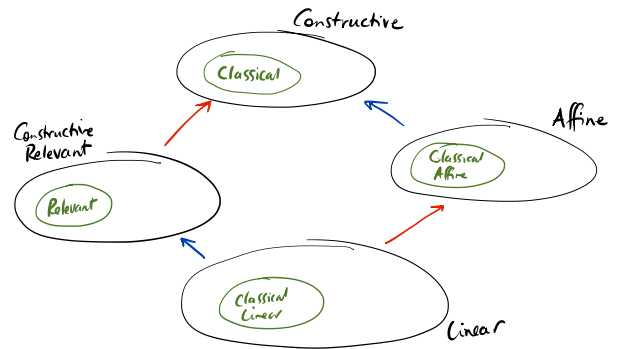 Constructive
Classical
Affine
Constructive
Relevant
Classical
Affine
Relevant
Classical
Linear
Linear